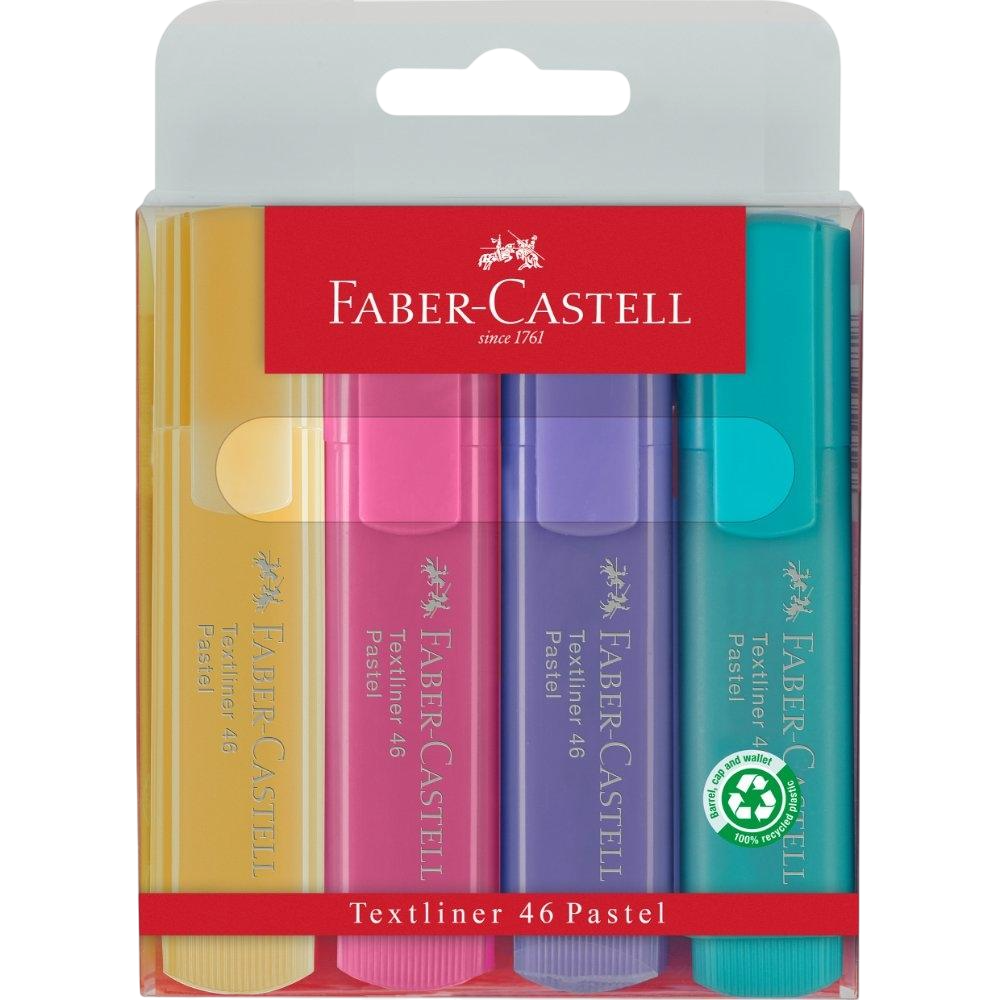 FABER-CASTELL
since 1761
FABER-CASTELL
Textliner 46
Pastel
FABER-CASTELL
Textliner 46
Pastel
FABER-CASTELL
Textliner 46
Pastel
FABER-CASTELL
Textliner 4
Pastel
Barrel, cap and wallet
100% recycled plastic
Textliner 46 Pastel